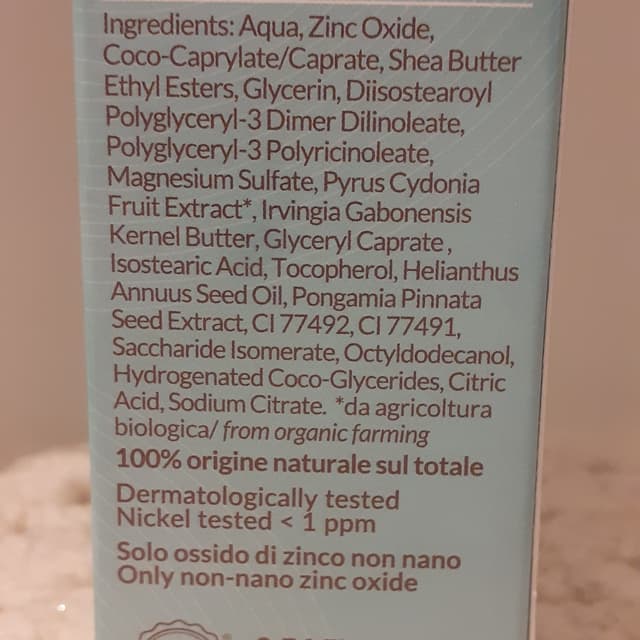 Ingredients: Aqua, Zinc Oxide,
Coco-Caprylate/Caprate, Shea Butter
Ethyl Esters, Glycerin, Diisostearoyl
Polyglyceryl-3 Dimer Dilinoleate,
Polyglyceryl-3 Polyricinoleate,
Magnesium Sulfate, Pyrus Cydonia
Fruit Extract*, Irvingia Gabonensis
Kernel Butter, Glyceryl Caprate,
Isostearic Acid, Tocopherol, Helianthus
Annuus Seed Oil, Pongamia Pinnata
Seed Extract, CI 77492, CI 77491,
Saccharide Isomerate, Octyldodecanol,
Hydrogenated Coco-Glycerides, Citric
Acid, Sodium Citrate. *da agricoltura
biologica/ from organic farming
100% origine naturale sul totale
Dermatologically tested
Nickel tested < 1 ppm
Solo ossido di zinco non nano
Only non-nano zinc oxide